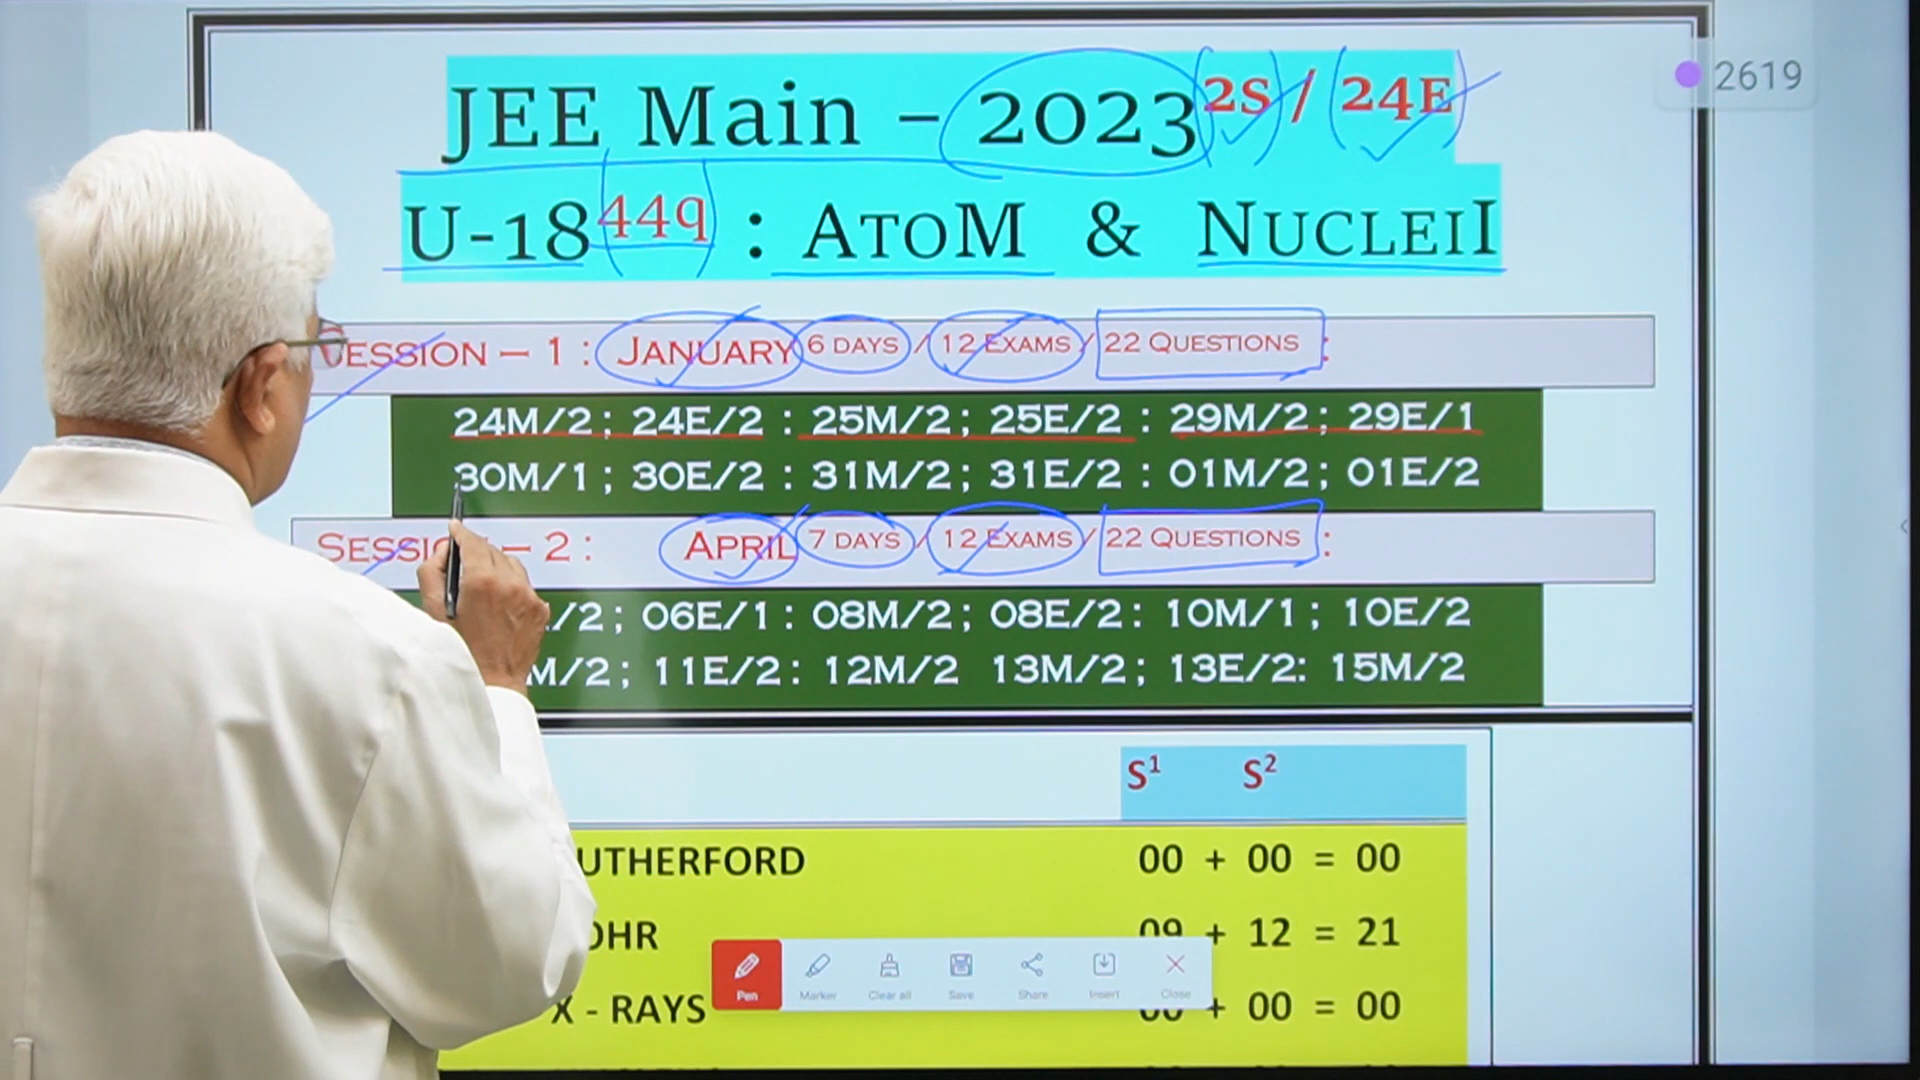 2619
JEE Main – 2023 2S / 24E
U-18 44q : ATOM & NUCLEII
SESSION – 1 : JANUARY 6 DAYS / 12 EXAMS / 22 QUESTIONS :
24M/2 ; 24E/2 : 25M/2 ; 25E/2 : 29M/2 ; 29E/1
30M/1 ; 30E/2 : 31M/2 ; 31E/2 : 01M/2 ; 01E/2
– 2 : APRIL 7 DAYS / 12 EXAMS / 22 QUESTIONS :
/2 ; 06E/1 : 08M/2 ; 08E/2 : 10M/1 ; 10E/2
M/2 ; 11E/2 : 12M/2 13M/2 ; 13E/2: 15M/2
S¹ S²
UTHERFORD 00 + 00 = 00
OHR 09 + 12 = 21
X - RAYS + 00 = 00
Pen Marker Clear all Save Share Insert Close